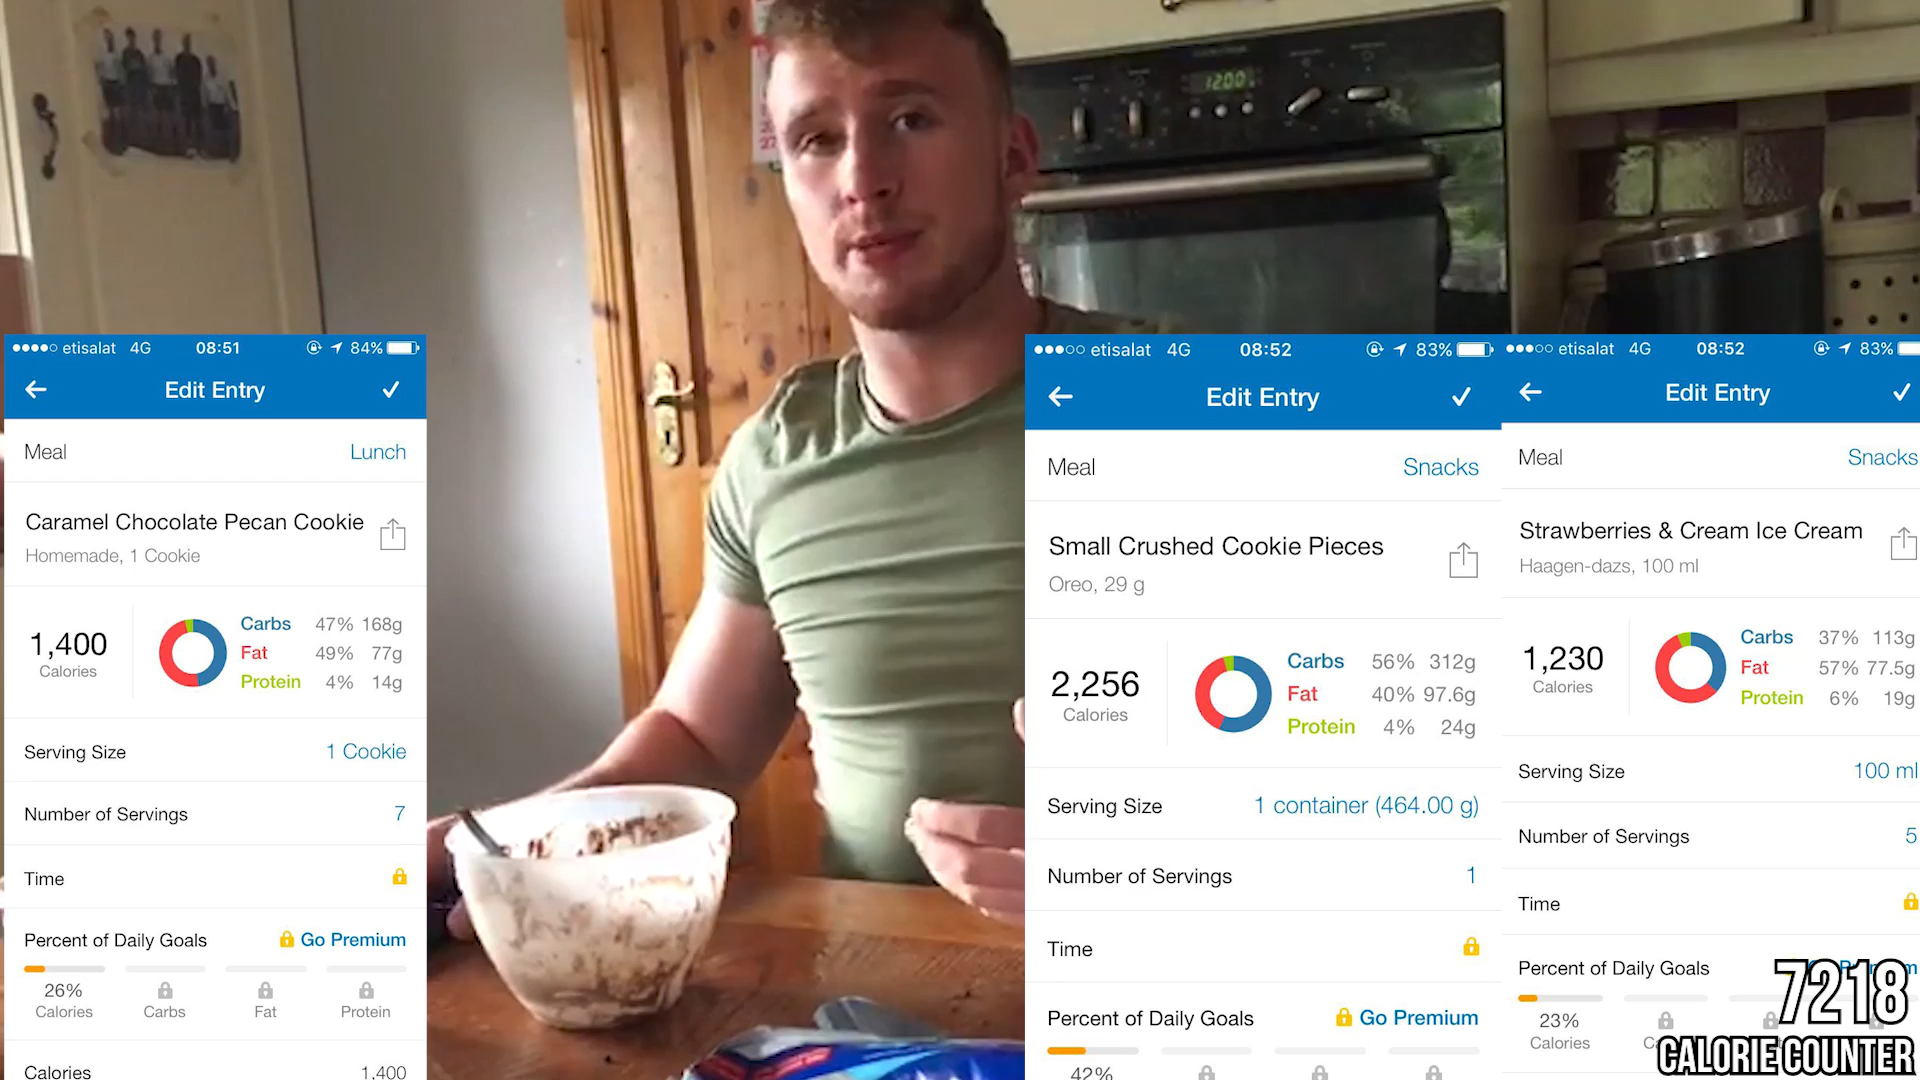 12:00
etisalat 4G 08:51 84%
Edit Entry
Meal Lunch
Caramel Chocolate Pecan Cookie
Homemade, 1 Cookie
1,400
Calories
Carbs 47% 168g
Fat 49% 77g
Protein 4% 14g
Serving Size 1 Cookie
Number of Servings 7
Time
Percent of Daily Goals Go Premium
26%
Calories Carbs Fat Protein
Calories 1,400
etisalat 4G 08:52 83%
Edit Entry
Meal Snacks
Small Crushed Cookie Pieces
Oreo, 29 g
2,256
Calories
Carbs 56% 312g
Fat 40% 97.6g
Protein 4% 24g
Serving Size 1 container (464.00 g)
Number of Servings 1
Time
Percent of Daily Goals Go Premium
42%
etisalat 4G 08:52 83%
Edit Entry
Meal Snacks
Strawberries & Cream Ice Cream
Haagen-dazs, 100 ml
1,230
Calories
Carbs 37% 113g
Fat 57% 77.5g
Protein 6% 19g
Serving Size 100 ml
Number of Servings 5
Time
Percent of Daily Goals
23%
Calories
7218
CALORIE COUNTER